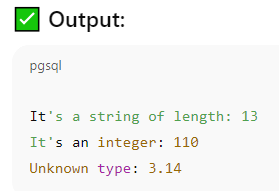 ✅ Output:
pgsql
It's a string of length: 13
It's an integer: 110
Unknown type: 3.14